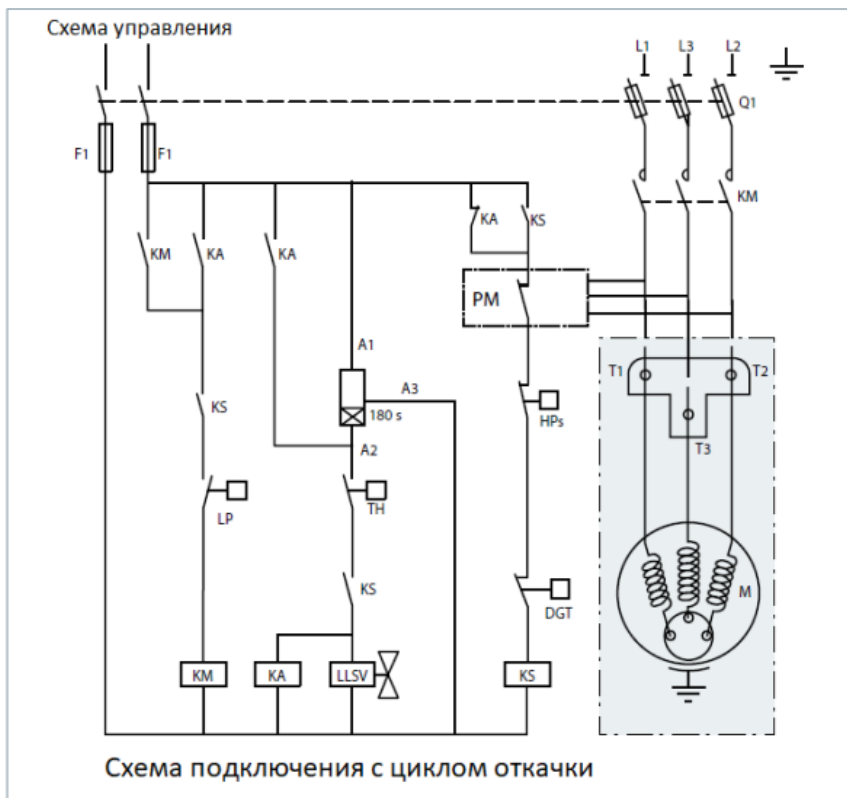 Схема управления
L1 L3 L2
Q1
F1 F1
KM
KA KS
KM KA KA
PM
A1
T1 T2
A3
KS 180 s HPs
A2 T3
LP TH
KS M
DGT
KM KA LLSV KS
Схема подключения с циклом откачки